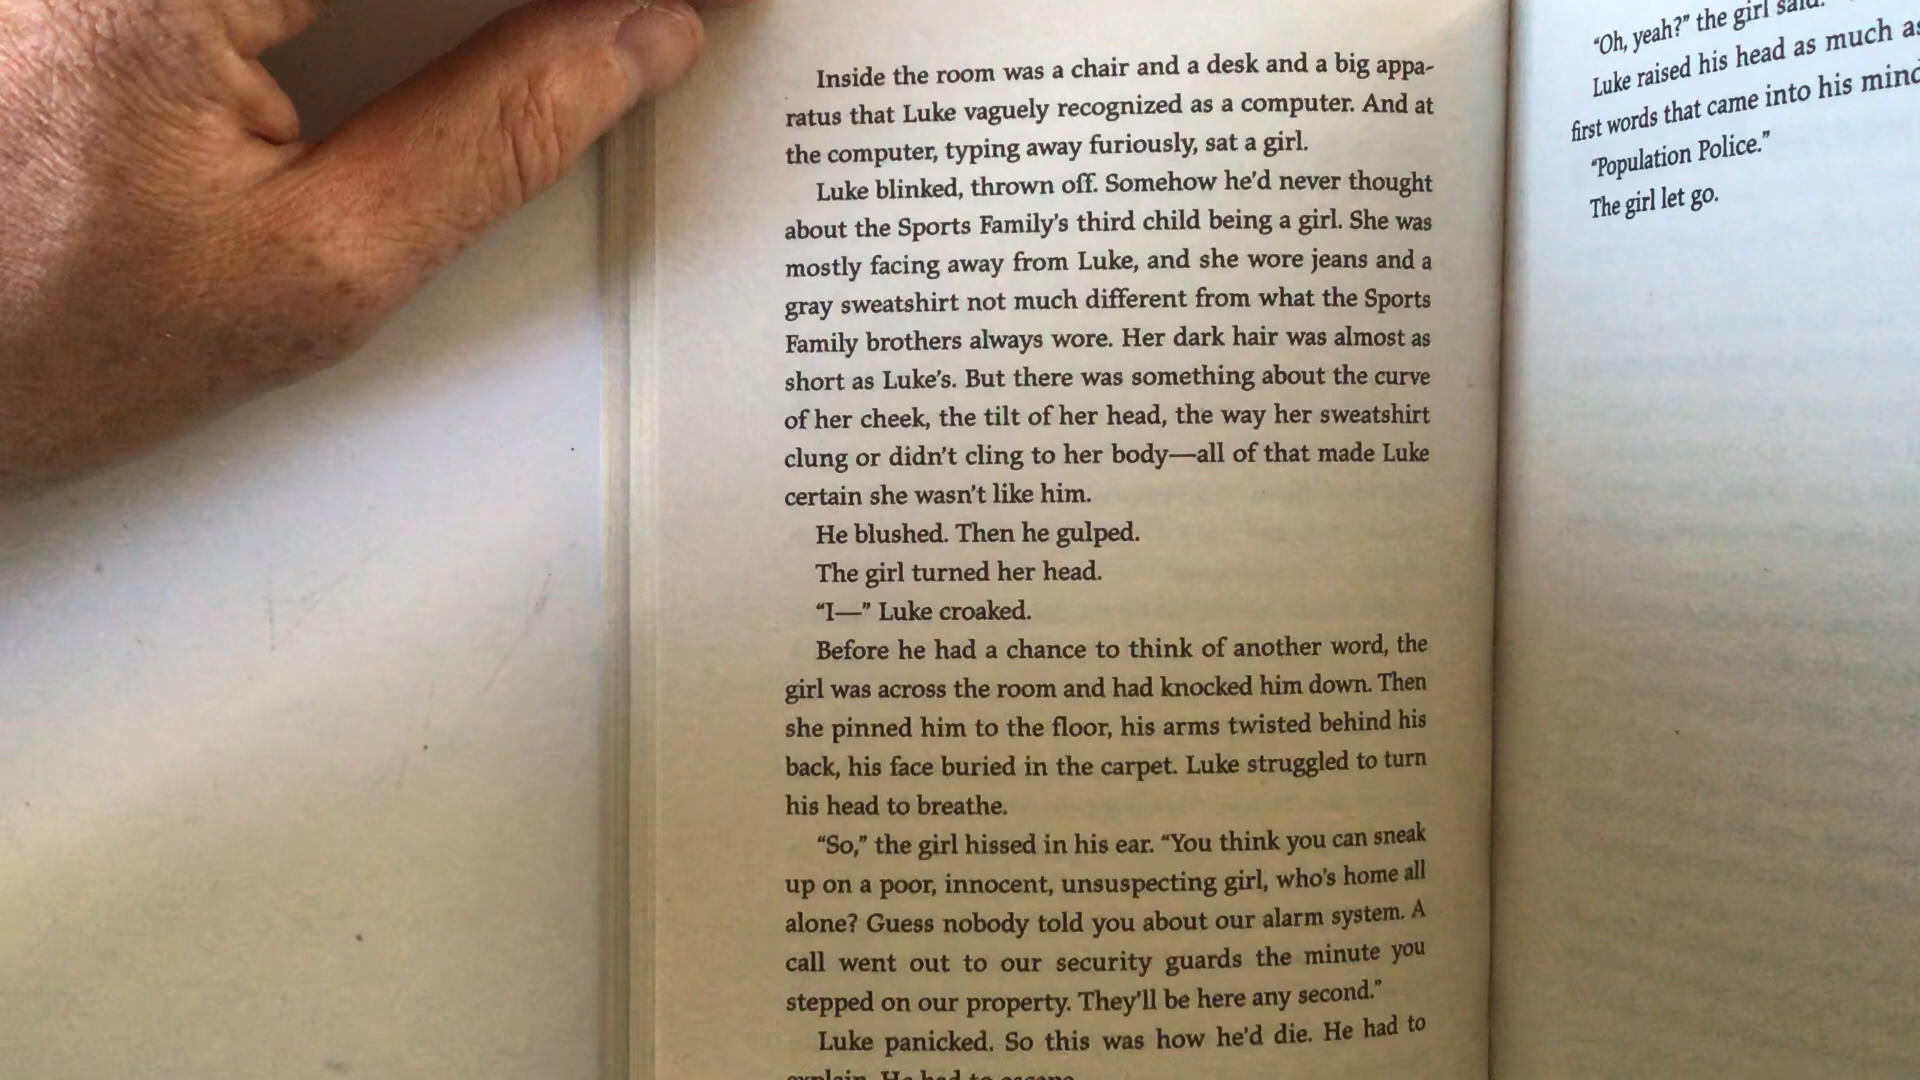 Inside the room was a chair and a desk and a big appa-
ratus that Luke vaguely recognized as a computer. And at
the computer, typing away furiously, sat a girl.
Luke blinked, thrown off. Somehow he’d never thought
about the Sports Family’s third child being a girl. She was
mostly facing away from Luke, and she wore jeans and a
gray sweatshirt not much different from what the Sports
Family brothers always wore. Her dark hair was almost as
short as Luke’s. But there was something about the curve
of her cheek, the tilt of her head, the way her sweatshirt
clung or didn’t cling to her body—all of that made Luke
certain she wasn’t like him.
He blushed. Then he gulped.
The girl turned her head.
“I—” Luke croaked.
Before he had a chance to think of another word, the
girl was across the room and had knocked him down. Then
she pinned him to the floor, his arms twisted behind his
back, his face buried in the carpet. Luke struggled to turn
his head to breathe.
“So,” the girl hissed in his ear. “You think you can sneak
up on a poor, innocent, unsuspecting girl, who’s home all
alone? Guess nobody told you about our alarm system. A
call went out to our security guards the minute you
stepped on our property. They’ll be here any second.”
Luke panicked. So this was how he’d die. He had to
explain. He had to escape.
“Oh, yeah?” the girl said.
Luke raised his head as much as
first words that came into his mind
“Population Police.”
The girl let go.